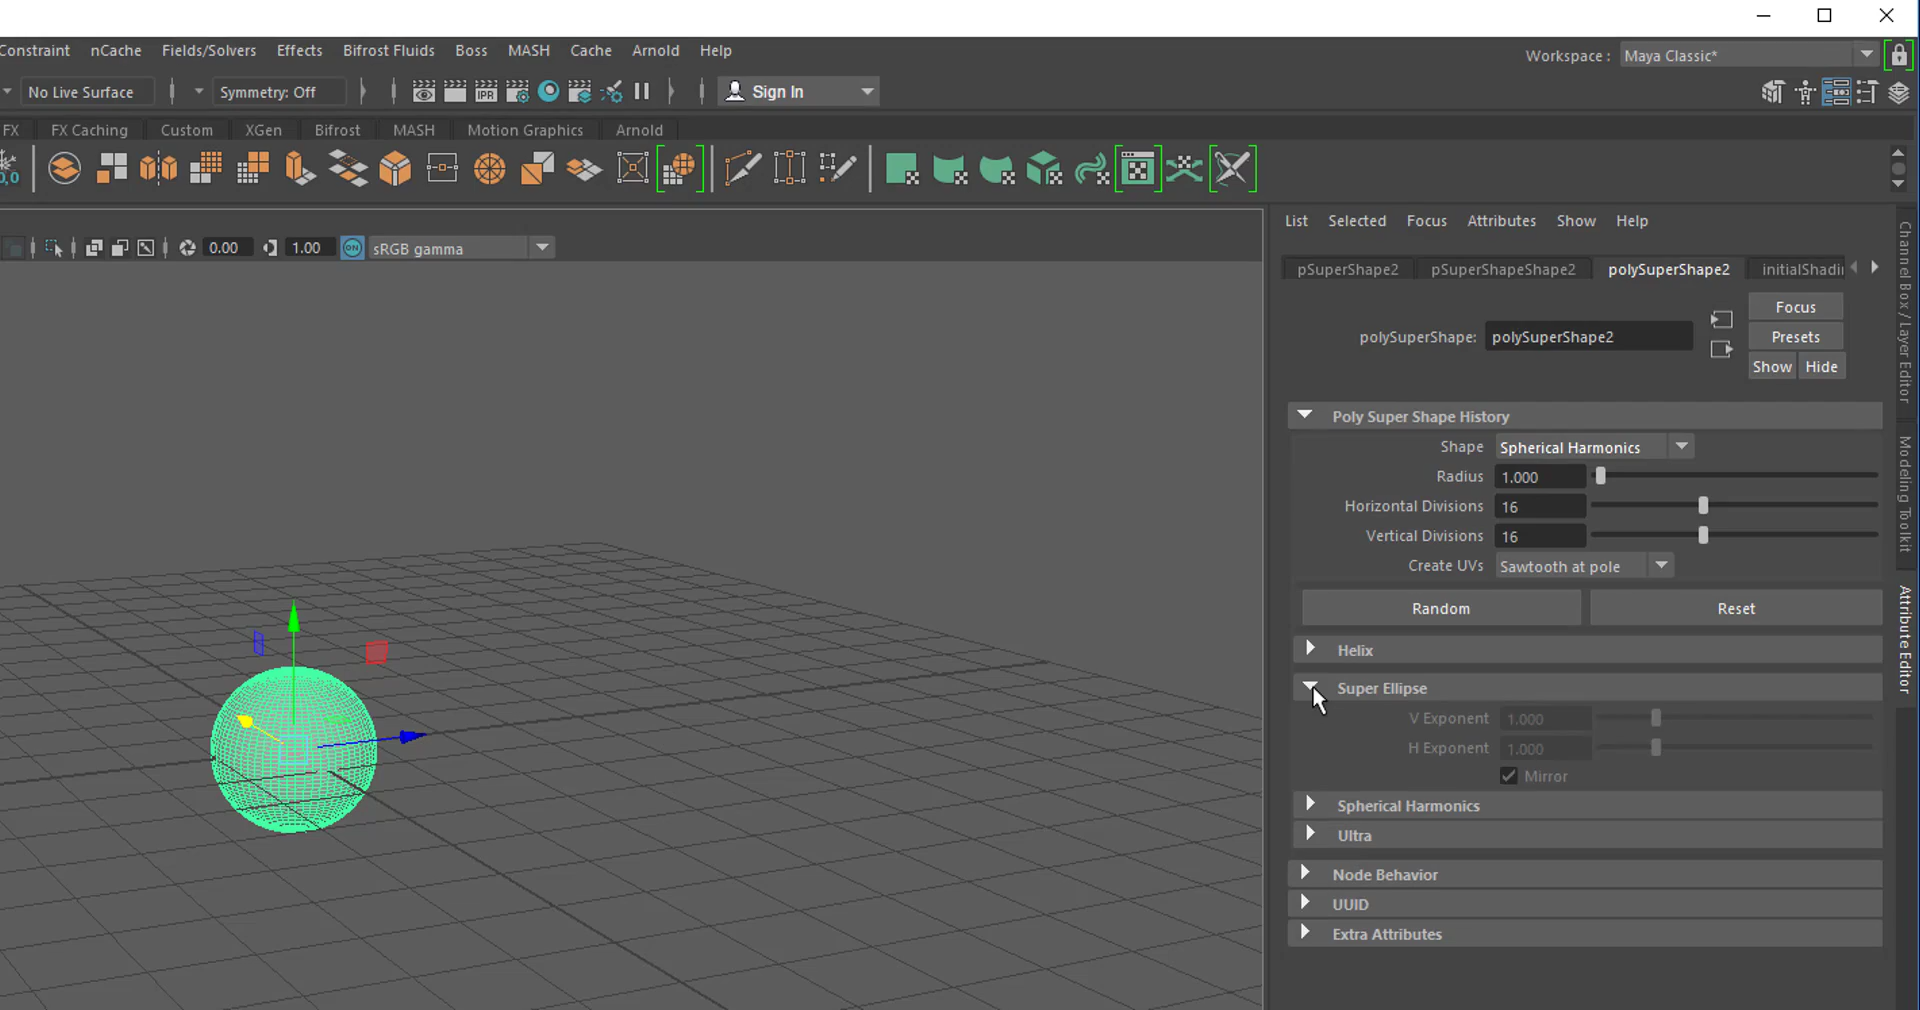 Constraint nCache Fields/Solvers Effects Bifrost Fluids Boss MASH Cache Arnold Help
Workspace : Maya Classic*
No Live Surface Symmetry: Off IPR Sign In
FX FX Caching Custom XGen Bifrost MASH Motion Graphics Arnold
0,0
List Selected Focus Attributes Show Help
0.00 1.00 ON sRGB gamma
pSuperShape2 pSuperShapeShape2 polySuperShape2 initialShadi
Focus
polySuperShape: polySuperShape2 Presets
Show Hide
Poly Super Shape History
Shape Spherical Harmonics
Radius 1.000
Horizontal Divisions 16
Vertical Divisions 16
Create UVs Sawtooth at pole
Random Reset
Helix
Super Ellipse
V Exponent 1.000
H Exponent 1.000
Mirror
Spherical Harmonics
Ultra
Node Behavior
UUID
Extra Attributes
Channel Box / Layer Editor
Modeling Toolkit
Attribute Editor